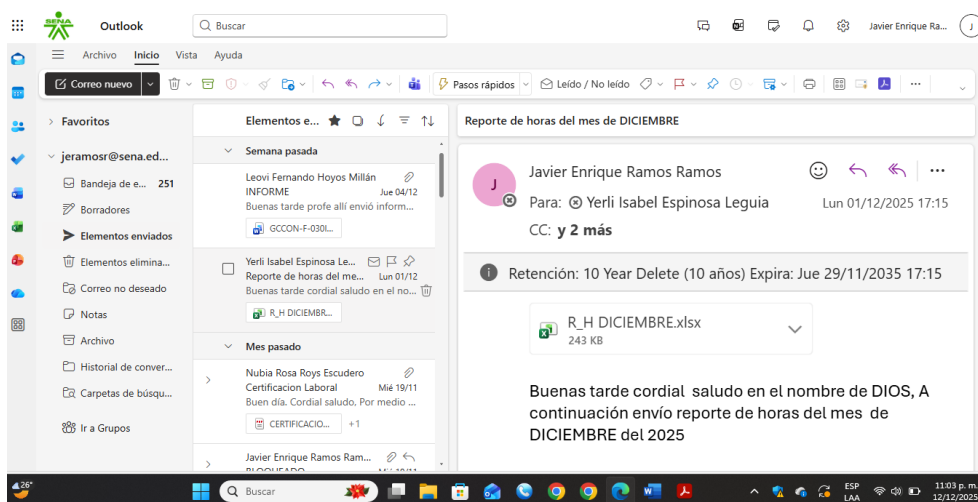 SENA
Outlook
Buscar
Javier Enrique Ra...
J
Archivo Inicio Vista Ayuda
Correo nuevo
Pasos rápidos
Leído / No leído
Favoritos
jeramosr@sena.ed...
Bandeja de e... 251
Borradores
Elementos enviados
Elementos elimina...
Correo no deseado
Notas
Archivo
Historial de conver...
Carpetas de búsqu...
Ir a Grupos
Elementos e...
Semana pasada
Leovi Fernando Hoyos Millán
INFORME Jue 04/12
Buenas tarde profe allí envió inform...
GCCON-F-030I...
Yerli Isabel Espinosa Le...
Reporte de horas del me... Lun 01/12
Buenas tarde cordial saludo en el no...
R_H DICIEMBR...
Mes pasado
Nubia Rosa Roys Escudero
Certificacion Laboral Mié 19/11
Buen día. Cordial saludo, Por medio ...
CERTIFICACIO... +1
Javier Enrique Ramos Ram...
Reporte de horas del mes de DICIEMBRE
J
Javier Enrique Ramos Ramos
Para: Yerli Isabel Espinosa Leguia Lun 01/12/2025 17:15
CC: y 2 más
Retención: 10 Year Delete (10 años) Expira: Jue 29/11/2035 17:15
R_H DICIEMBRE.xlsx
243 KB
Buenas tarde cordial saludo en el nombre de DIOS, A
continuación envío reporte de horas del mes de
DICIEMBRE del 2025
26°
Buscar
ESP
LAA
11:03 p. m.
12/12/2025